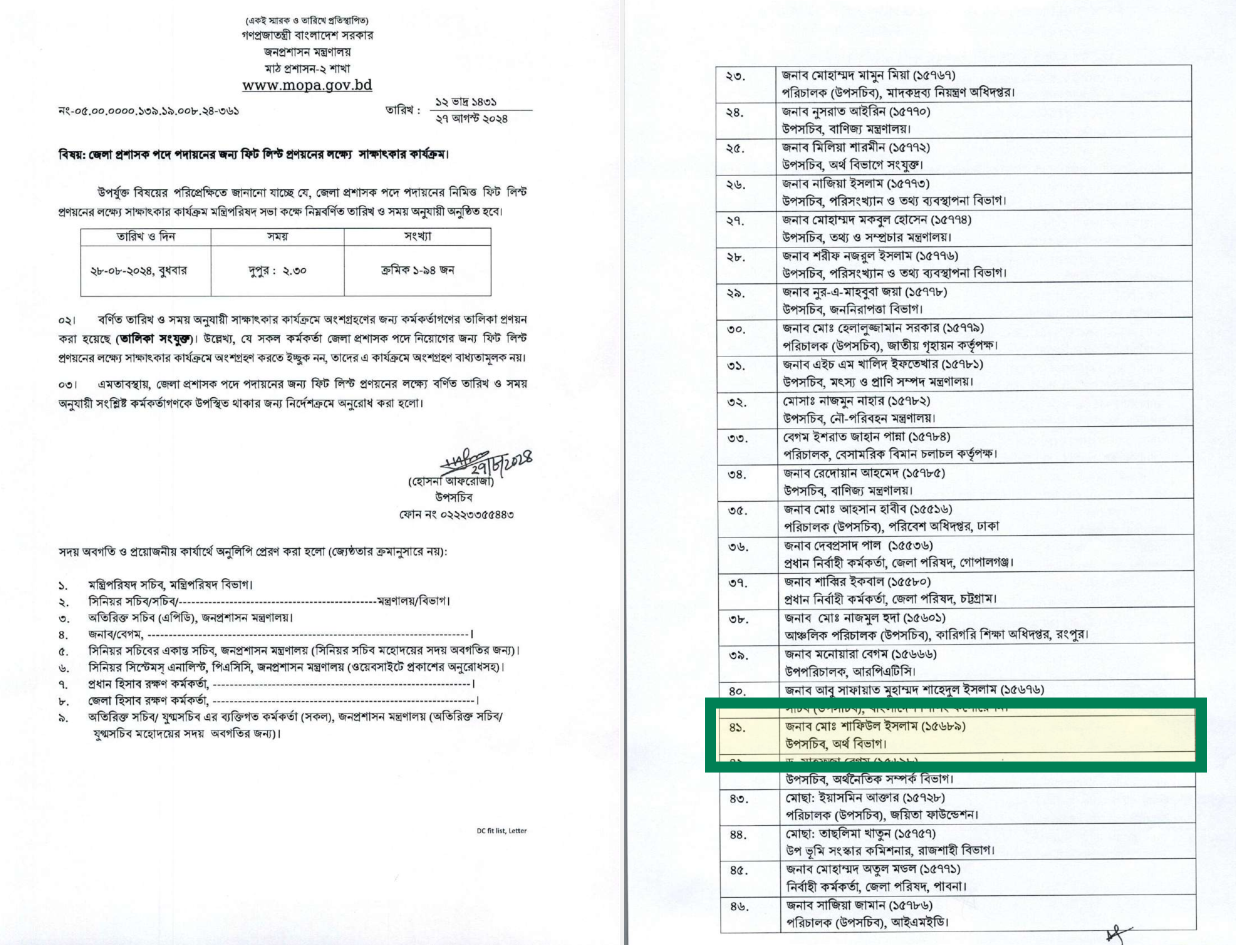 (একই স্মারক ও তারিখে প্রতিস্থাপিত)
গণপ্রজাতন্ত্রী বাংলাদেশ সরকার
জনপ্রশাসন মন্ত্রণালয়
মাঠ প্রশাসন-২ শাখা
www.mopa.gov.bd
নং-০৫.০০.০০০০.১৩৯.১৯.০০৮.২৪-৩৬১
তারিখ : ১২ ভাদ্র ১৪৩১
২৭ আগস্ট ২০২৪
বিষয়: জেলা প্রশাসক পদে পদায়নের জন্য ফিট লিস্ট প্রণয়নের লক্ষ্যে সাক্ষাৎকার কার্যক্রম।
উপর্যুক্ত বিষয়ের পরিপ্রেক্ষিতে জানানো যাচ্ছে যে, জেলা প্রশাসক পদে পদায়নের নিমিত্ত ফিট লিস্ট
প্রণয়নের লক্ষ্যে সাক্ষাৎকার কার্যক্রম মন্ত্রিপরিষদ সভা কক্ষে নিম্নবর্ণিত তারিখ ও সময় অনুযায়ী অনুষ্ঠিত হবে।
তারিখ ও দিন সময় সংখ্যা
২৮-০৮-২০২৪, বুধবার দুপুর : ২.৩০ ক্রমিক ১-৯৪ জন
০২। বর্ণিত তারিখ ও সময় অনুযায়ী সাক্ষাৎকার কার্যক্রমে অংশগ্রহণের জন্য কর্মকর্তাগণের তালিকা প্রণয়ন
করা হয়েছে (তালিকা সংযুক্ত)। উল্লেখ্য, যে সকল কর্মকর্তা জেলা প্রশাসক পদে নিয়োগের জন্য ফিট লিস্ট
প্রণয়নের লক্ষ্যে সাক্ষাৎকার কার্যক্রমে অংশগ্রহণ করতে ইচ্ছুক নন, তাদের এ কার্যক্রমে অংশগ্রহণ বাধ্যতামূলক নয়।
০৩। এমতাবস্থায়, জেলা প্রশাসক পদে পদায়নের জন্য ফিট লিস্ট প্রণয়নের লক্ষ্যে বর্ণিত তারিখ ও সময়
অনুযায়ী সংশ্লিষ্ট কর্মকর্তাগণকে উপস্থিত থাকার জন্য নির্দেশক্রমে অনুরোধ করা হলো।
২৭/৮/২০২৪
(হোসনা আফরোজা)
উপসচিব
ফোন নং ০২২২৩৩৫৫৪৪৩
সদয় অবগতি ও প্রয়োজনীয় কার্যার্থে অনুলিপি প্রেরণ করা হলো (জ্যেষ্ঠতার ক্রমানুসারে নয়):
১. মন্ত্রিপরিষদ সচিব, মন্ত্রিপরিষদ বিভাগ।
২. সিনিয়র সচিব/সচিব/-----------------------------------------------মন্ত্রণালয়/বিভাগ।
৩. অতিরিক্ত সচিব (এপিডি), জনপ্রশাসন মন্ত্রণালয়।
৪. জনাব/বেগম, ----------------------------------------------------------------------------।
৫. সিনিয়র সচিবের একান্ত সচিব, জনপ্রশাসন মন্ত্রণালয় (সিনিয়র সচিব মহোদয়ের সদয় অবগতির জন্য)।
৬. সিনিয়র সিস্টেমস্ এনালিস্ট, পিএসিসি, জনপ্রশাসন মন্ত্রণালয় (ওয়েবসাইটে প্রকাশের অনুরোধসহ)।
৭. প্রধান হিসাব রক্ষণ কর্মকর্তা, -------------------------------------------------------------।
৮. জেলা হিসাব রক্ষণ কর্মকর্তা, --------------------------------------------------------------।
৯. অতিরিক্ত সচিব/ যুগ্মসচিব এর ব্যক্তিগত কর্মকর্তা (সকল), জনপ্রশাসন মন্ত্রণালয় (অতিরিক্ত সচিব/
যুগ্মসচিব মহোদয়ের সদয় অবগতির জন্য)।
DC fit list, Letter
২৩. জনাব মোহাম্মদ মামুন মিয়া (১৫৭৬৭)
পরিচালক (উপসচিব), মাদকদ্রব্য নিয়ন্ত্রণ অধিদপ্তর।
২৪. জনাব নুসরাত আইরিন (১৫৭৭০)
উপসচিব, বাণিজ্য মন্ত্রণালয়।
২৫. জনাব মিলিয়া শারমীন (১৫৭৭২)
উপসচিব, অর্থ বিভাগে সংযুক্ত।
২৬. জনাব নাজিয়া ইসলাম (১৫৭৭৩)
উপসচিব, পরিসংখ্যান ও তথ্য ব্যবস্থাপনা বিভাগ।
২৭. জনাব মোহাম্মদ মকবুল হোসেন (১৫৭৭৪)
উপসচিব, তথ্য ও সম্প্রচার মন্ত্রণালয়।
২৮. জনাব শরীফ নজরুল ইসলাম (১৫৭৭৬)
উপসচিব, পরিসংখ্যান ও তথ্য ব্যবস্থাপনা বিভাগ।
২৯. জনাব নুর-এ-মাহবুবা জয়া (১৫৭৭৮)
উপসচিব, জননিরাপত্তা বিভাগ।
৩০. জনাব মোঃ হেলালুজ্জামান সরকার (১৫৭৭৯)
পরিচালক (উপসচিব), জাতীয় গৃহায়ন কর্তৃপক্ষ।
৩১. জনাব এইচ এম খালিদ ইফতেখার (১৫৭৮১)
উপসচিব, মৎস্য ও প্রাণি সম্পদ মন্ত্রণালয়।
৩২. মোসাঃ নাজমুন নাহার (১৫৭৮২)
উপসচিব, নৌ-পরিবহন মন্ত্রণালয়।
৩৩. বেগম ইশরাত জাহান পান্না (১৫৭৮৪)
পরিচালক, বেসামরিক বিমান চলাচল কর্তৃপক্ষ।
৩৪. জনাব রেদোয়ান আহমেদ (১৫৭৮৫)
উপসচিব, বাণিজ্য মন্ত্রণালয়।
৩৫. জনাব মোঃ আহসান হাবীব (১৫৫১৬)
পরিচালক (উপসচিব), পরিবেশ অধিদপ্তর, ঢাকা
৩৬. জনাব দেবপ্রসাদ পাল (১৫৫৩৬)
প্রধান নির্বাহী কর্মকর্তা, জেলা পরিষদ, গোপালগঞ্জ।
৩৭. জনাব শাব্বির ইকবাল (১৫৫৮০)
প্রধান নির্বাহী কর্মকর্তা, জেলা পরিষদ, চট্টগ্রাম।
৩৮. জনাব মোঃ নাজমুল হুদা (১৫৬০১)
আঞ্চলিক পরিচালক (উপসচিব), কারিগরি শিক্ষা অধিদপ্তর, রংপুর।
৩৯. জনাব মনোয়ারা বেগম (১৫৬৬৬)
উপপরিচালক, আরপিএটিসি।
৪০. জনাব আবু সাফায়াত মুহাম্মদ শাহেদুল ইসলাম (১৫৬৭৬)
সচিব (উপসচিব),
৪১. জনাব মোঃ শাফিউল ইসলাম (১৫৬৮৯)
উপসচিব, অর্থ বিভাগ।
উপসচিব, অর্থনৈতিক সম্পর্ক বিভাগ।
৪৩. মোছা: ইয়াসমিন আক্তার (১৫৭২৮)
পরিচালক (উপসচিব), জয়িতা ফাউন্ডেশন।
৪৪. মোছা: তাছলিমা খাতুন (১৫৭৫৭)
উপ ভূমি সংস্কার কমিশনার, রাজশাহী বিভাগ।
৪৫. জনাব মোহাম্মদ অতুল মন্ডল (১৫৭৭১)
নির্বাহী কর্মকর্তা, জেলা পরিষদ, পাবনা।
৪৬. জনাব সাজিয়া জামান (১৫৭৮৬)
পরিচালক (উপসচিব), আইএমইডি।